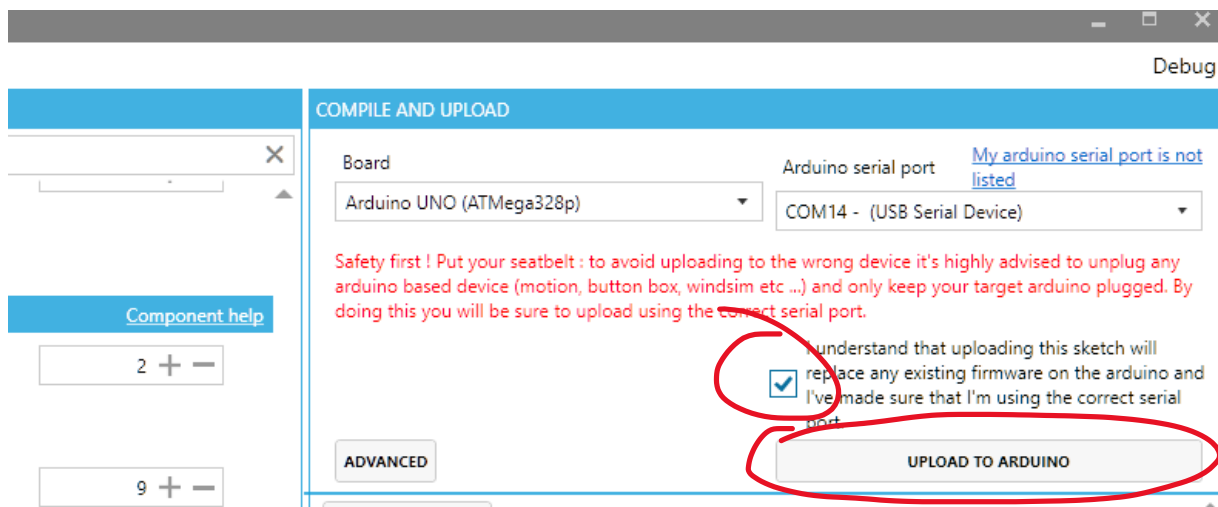 Debug
COMPILE AND UPLOAD
Board
Arduino serial port
My arduino serial port is not
listed
Arduino UNO (ATMega328p)
COM14 - (USB Serial Device)
Safety first ! Put your seatbelt : to avoid uploading to the wrong device it's highly advised to unplug any
arduino based device (motion, button box, windsim etc ...) and only keep your target arduino plugged. By
doing this you will be sure to upload using the correct serial port.
Component help
2
I understand that uploading this sketch will
replace any existing firmware on the arduino and
I've made sure that I'm using the correct serial
port.
ADVANCED
UPLOAD TO ARDUINO
9